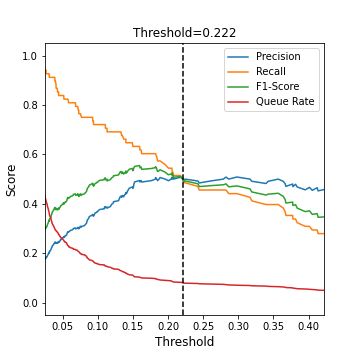 Threshold=0.222
Precision
Recall
F1-Score
Queue Rate
Score
1.0
0.8
0.6
0.4
0.2
0.0
0.05 0.10 0.15 0.20 0.25 0.30 0.35 0.40
Threshold